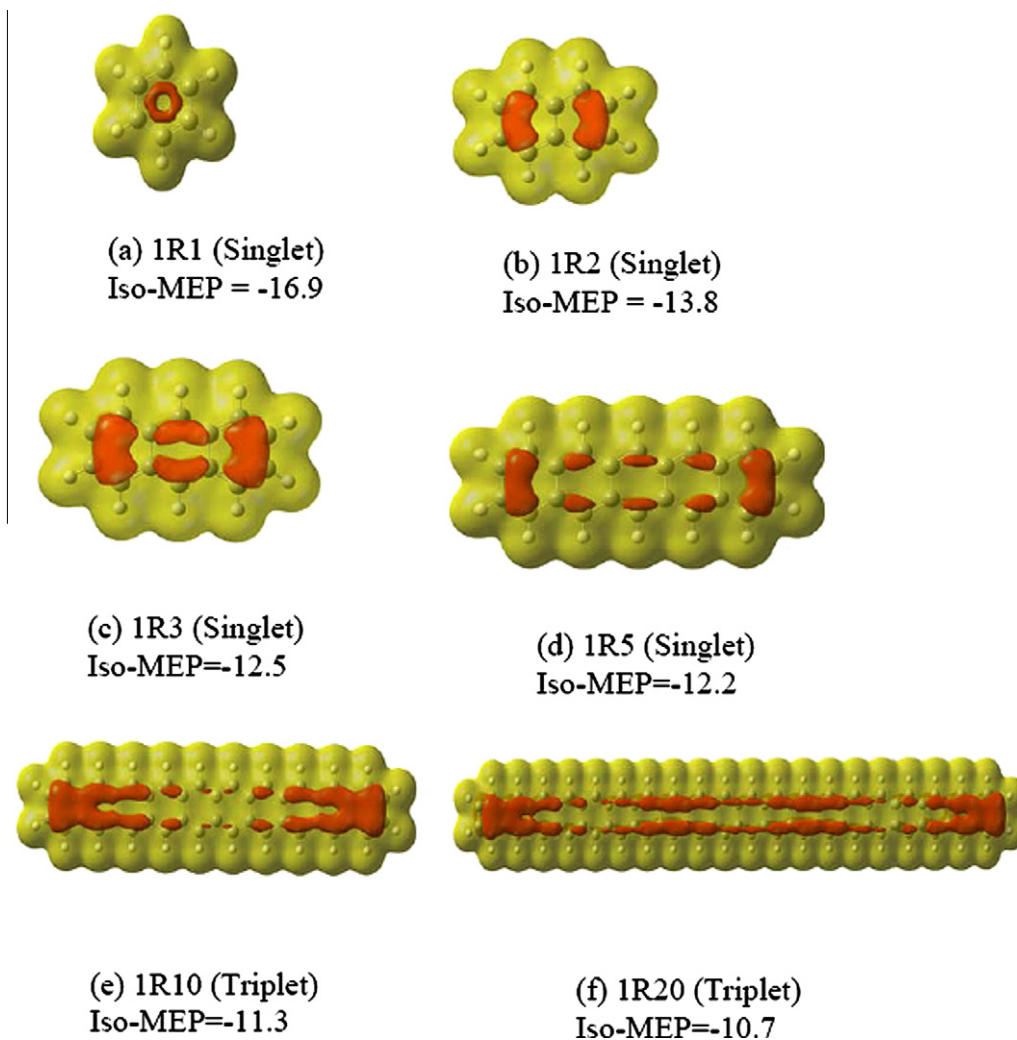 (a) 1R1 (Singlet)
Iso-MEP = -16.9
(b) 1R2 (Singlet)
Iso-MEP = -13.8
(c) 1R3 (Singlet)
Iso-MEP=-12.5
(d) 1R5 (Singlet)
Iso-MEP=-12.2
(e) 1R10 (Triplet)
Iso-MEP=-11.3
(f) 1R20 (Triplet)
Iso-MEP=-10.7